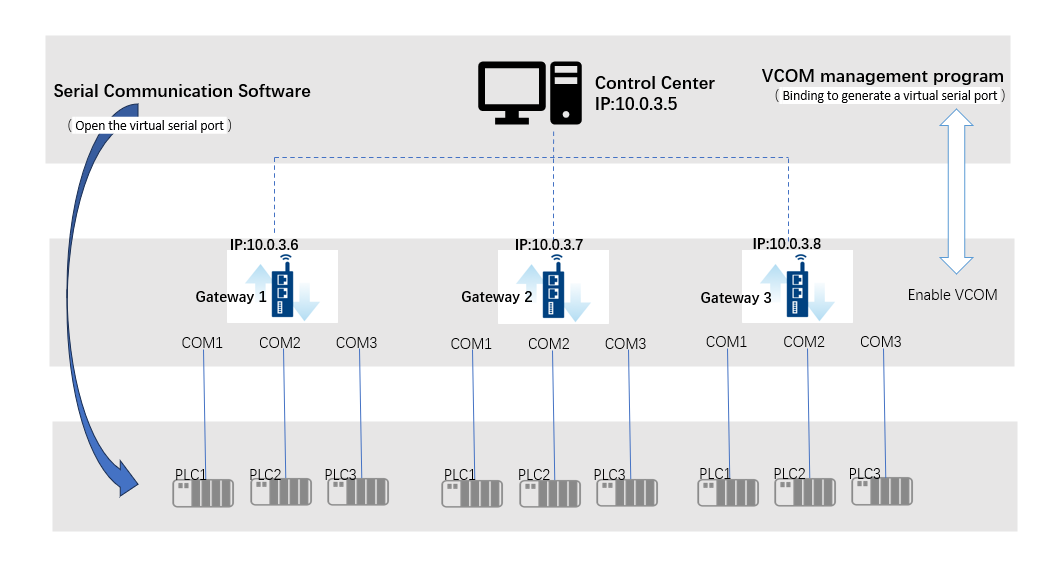 Serial Communication Software
( Open the virtual serial port )
Control Center
IP:10.0.3.5
VCOM management program
( Binding to generate a virtual serial port )
IP:10.0.3.6
IP:10.0.3.7
IP:10.0.3.8
Gateway 1
Gateway 2
Gateway 3
Enable VCOM
COM1
COM2
COM3
COM1
COM2
COM3
COM1
COM2
COM3
PLC1
PLC2
PLC3
PLC1
PLC2
PLC3
PLC1
PLC2
PLC3